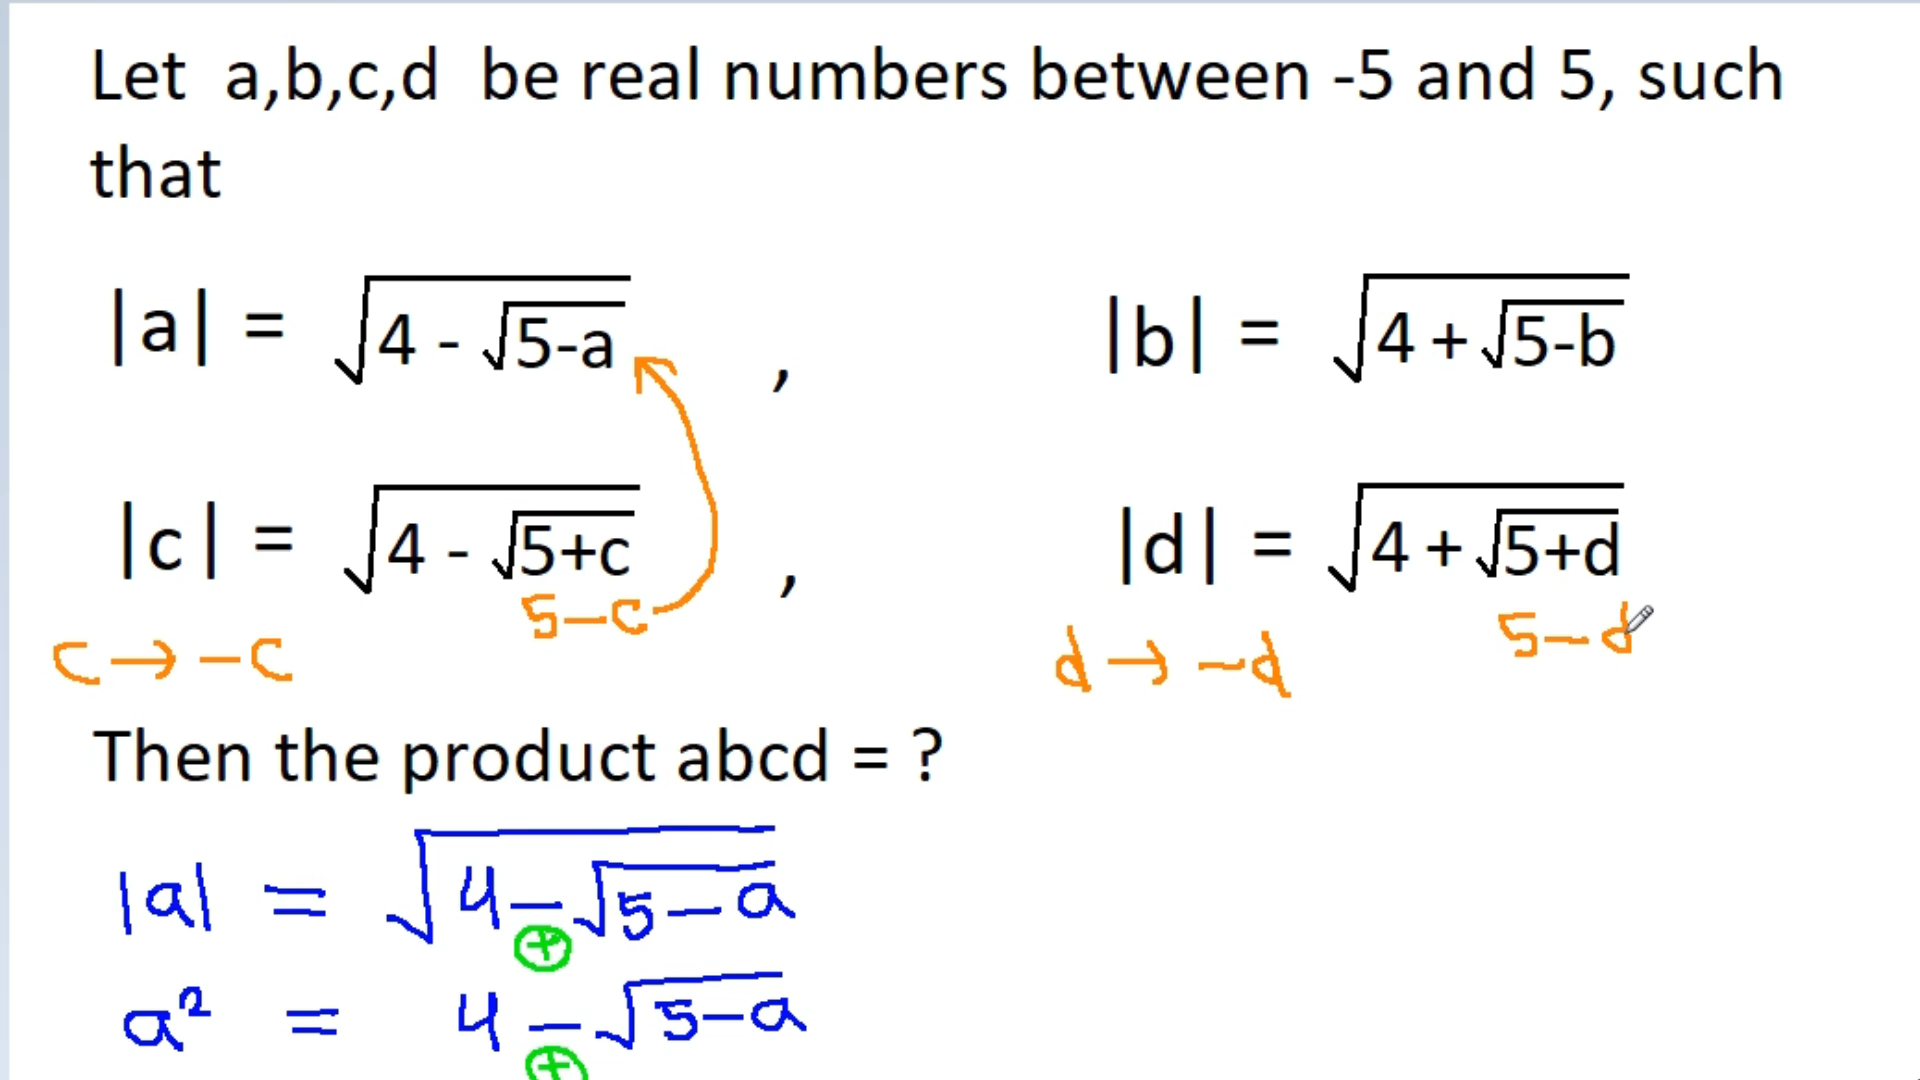 Let a,b,c,d be real numbers between -5 and 5, such
that
|a| = √(4 - √(5-a)) , |b| = √(4 + √(5-b))
|c| = √(4 - √(5+c)) , |d| = √(4 + √(5+d))
5-c 5-d
c → -c d → -d
Then the product abcd = ?
|a| = √(4 - √(5-a))
⊕
a² = 4 - √(5-a)
⊕